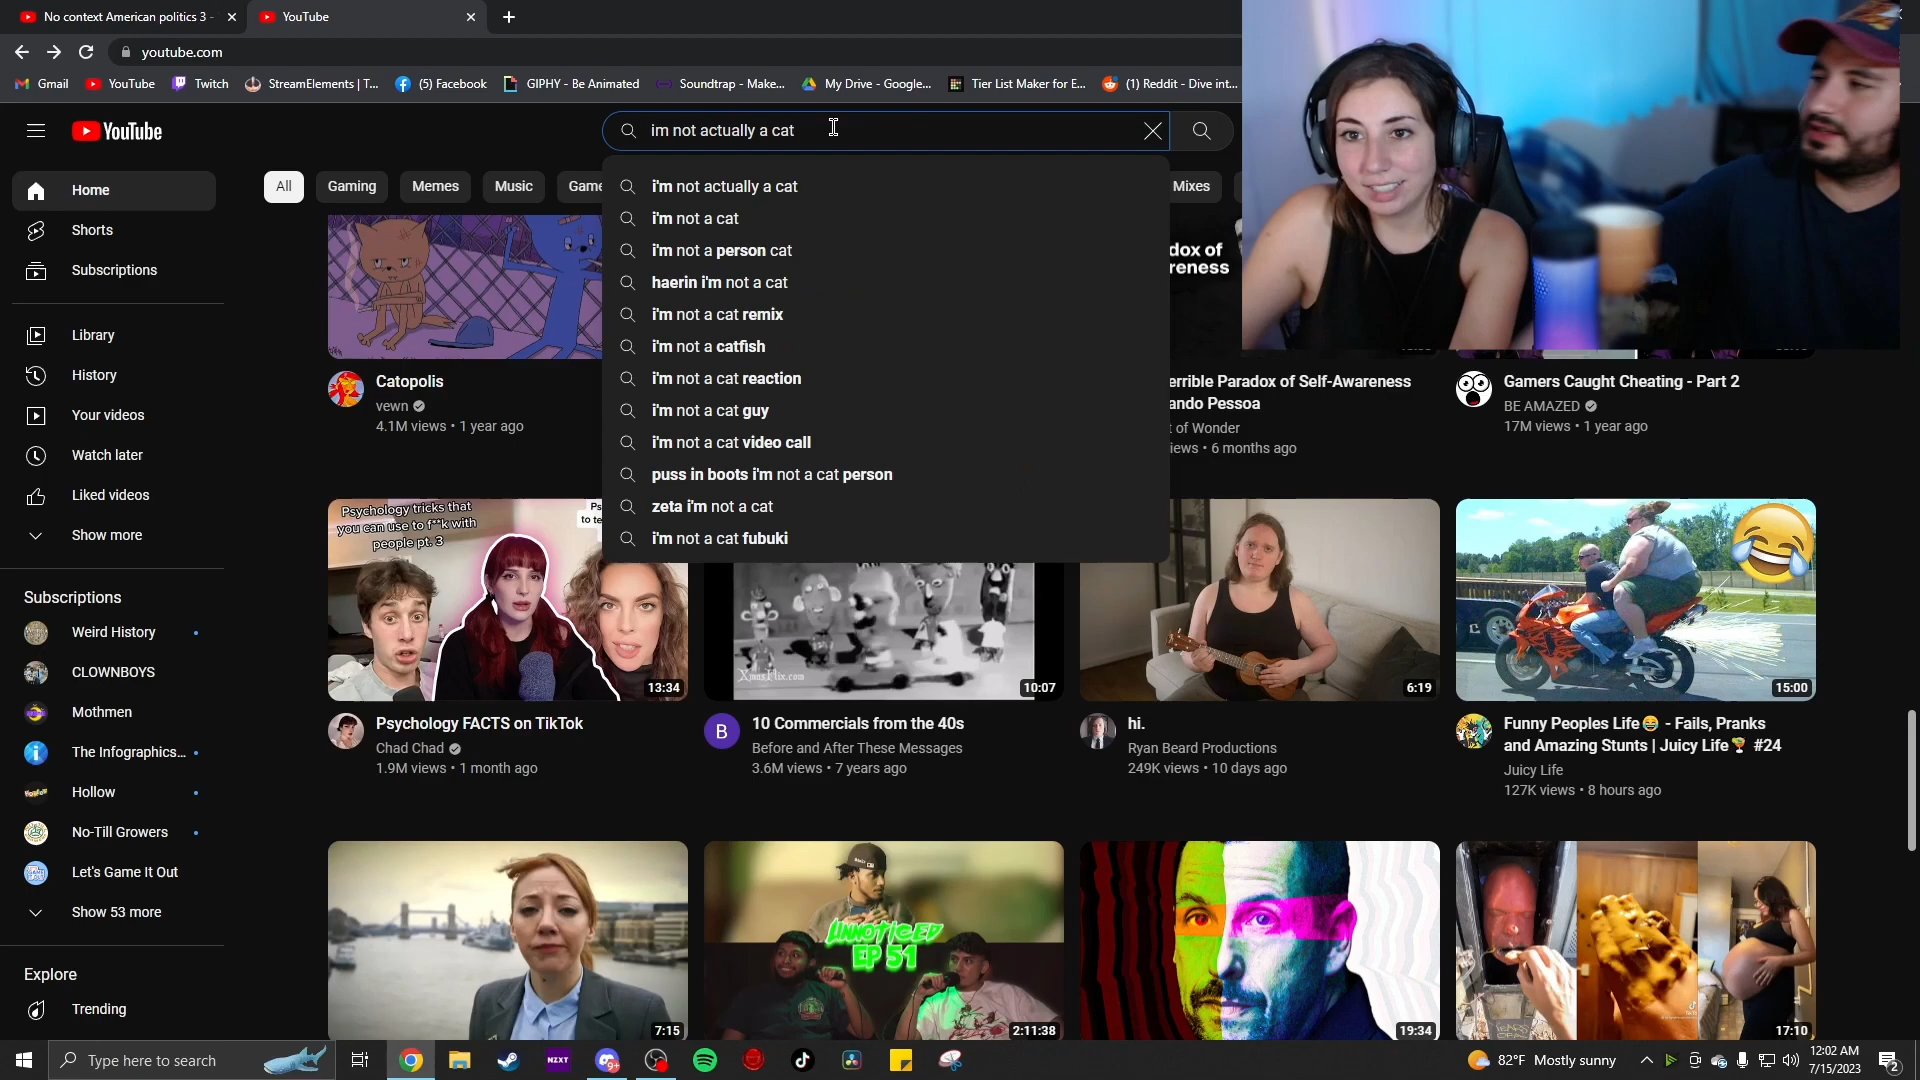 No context American politics 3 -
YouTube
youtube.com
Gmail
YouTube
Twitch
StreamElements | T...
(5) Facebook
GIPHY - Be Animated
Soundtrap - Make...
My Drive - Google...
Tier List Maker for E...
(1) Reddit - Dive int...
YouTube
im not actually a cat
Home
Shorts
Subscriptions
All
Gaming
Memes
Music
Game
Mixes
i'm not actually a cat
i'm not a cat
i'm not a person cat
haerin i'm not a cat
i'm not a cat remix
i'm not a catfish
i'm not a cat reaction
i'm not a cat guy
i'm not a cat video call
puss in boots i'm not a cat person
zeta i'm not a cat
i'm not a cat fubuki
Library
History
Your videos
Watch later
Liked videos
Show more
Subscriptions
Weird History
CLOWNBOYS
Mothmen
The Infographics...
Hollow
No-Till Growers
Let's Game It Out
Show 53 more
Explore
Trending
Catopolis
vewn
4.1M views • 1 year ago
dox of
reness
errible Paradox of Self-Awareness
ando Pessoa
t of Wonder
iews • 6 months ago
Gamers Caught Cheating - Part 2
BE AMAZED
17M views • 1 year ago
Psychology tricks that
you can use to f**k with
people pt. 3
Ps
to te
13:34
Psychology FACTS on TikTok
Chad Chad
1.9M views • 1 month ago
XmasFlix.com
10:07
B
10 Commercials from the 40s
Before and After These Messages
3.6M views • 7 years ago
6:19
hi.
Ryan Beard Productions
249K views • 10 days ago
15:00
Funny Peoples Life😂 - Fails, Pranks
and Amazing Stunts | Juicy Life🍹 #24
Juicy Life
127K views • 8 hours ago
7:15
UNNOTICED
EP 51
2:11:38
19:34
17:10
Type here to search
NZXT
9+
82°F Mostly sunny
12:02 AM
7/15/2023
2